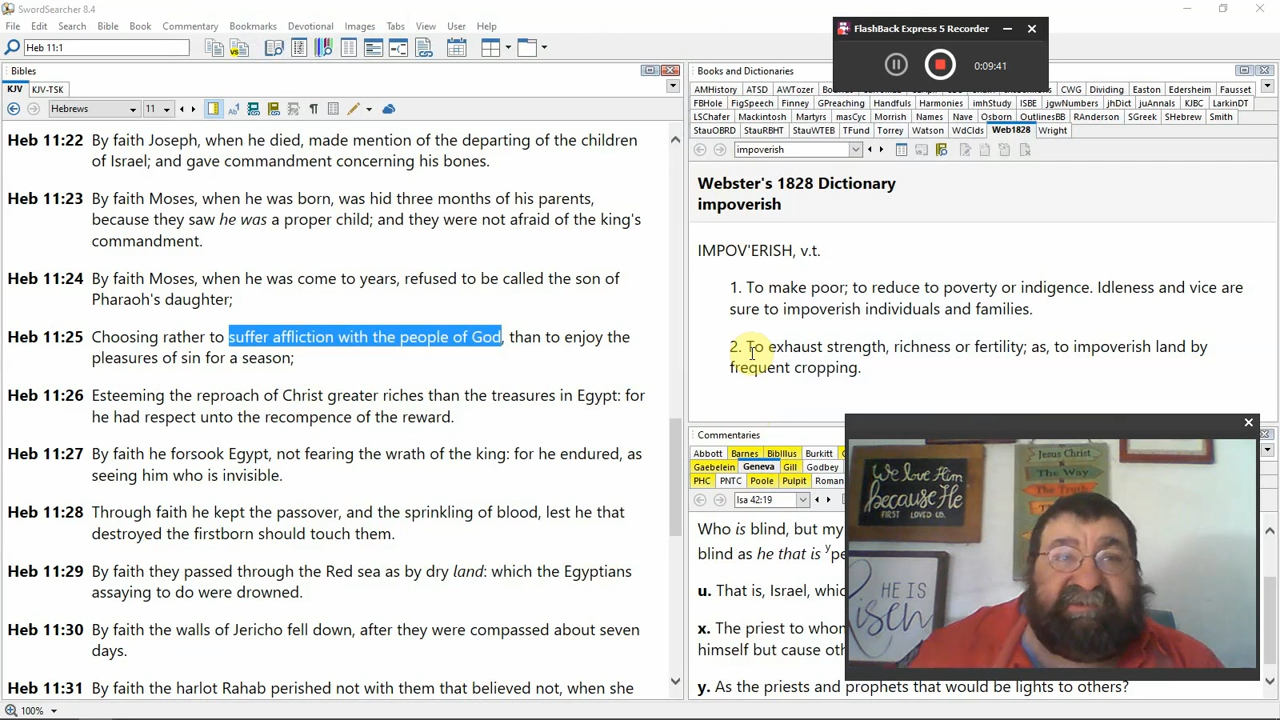 SwordSearcher 8.4
File Edit Search Bible Book Commentary Bookmarks Devotional Images Tabs View User Help
Heb 11:1
Bibles
KJV KJV-TSK
Hebrews 11
Heb 11:22 By faith Joseph, when he died, made mention of the departing of the children
of Israel; and gave commandment concerning his bones.
Heb 11:23 By faith Moses, when he was born, was hid three months of his parents,
because they saw he was a proper child; and they were not afraid of the king's
commandment.
Heb 11:24 By faith Moses, when he was come to years, refused to be called the son of
Pharaoh's daughter;
Heb 11:25 Choosing rather to suffer affliction with the people of God, than to enjoy the
pleasures of sin for a season;
Heb 11:26 Esteeming the reproach of Christ greater riches than the treasures in Egypt: for
he had respect unto the recompence of the reward.
Heb 11:27 By faith he forsook Egypt, not fearing the wrath of the king: for he endured, as
seeing him who is invisible.
Heb 11:28 Through faith he kept the passover, and the sprinkling of blood, lest he that
destroyed the firstborn should touch them.
Heb 11:29 By faith they passed through the Red sea as by dry land: which the Egyptians
assaying to do were drowned.
Heb 11:30 By faith the walls of Jericho fell down, after they were compassed about seven
days.
Heb 11:31 By faith the harlot Rahab perished not with them that believed not, when she
100%
FlashBack Express 5 Recorder
0:09:41
Books and Dictionaries
AMHistory ATSD AWTozer CWG Dividing Easton Edersheim Fausset
FBHole FigSpeech Finney GPreaching Handfuls Harmonies imhStudy ISBE jgwNumbers jhDict juAnnals KJBC LarkinDT
LSChafer Mackintosh Martyrs masCyc Morrish Names Nave Osborn OutlinesBB RAnderson SGreek SHebrew Smith
StauOBRD StauRBHT StauWTEB TFund Torrey Watson WdClds Web1828 Wright
impoverish
Webster's 1828 Dictionary
impoverish
IMPOV'ERISH, v.t.
1. To make poor; to reduce to poverty or indigence. Idleness and vice are
sure to impoverish individuals and families.
2. To exhaust strength, richness or fertility; as, to impoverish land by
frequent cropping.
Commentaries
Abbott Barnes BibIllus Burkitt
Gaebelein Geneva Gill Godbey
PHC PNTC Poole Pulpit Roman
Isa 42:19
Who is blind, but my
blind as he that is y
u. That is, Israel,
x. The priest to whom
himself but cause
y. As the priests and prophets that would be lights to others?
We love Him
because He
FIRST LOVED US.
Jesus Christ
The Way
The Truth
HE IS
Risen